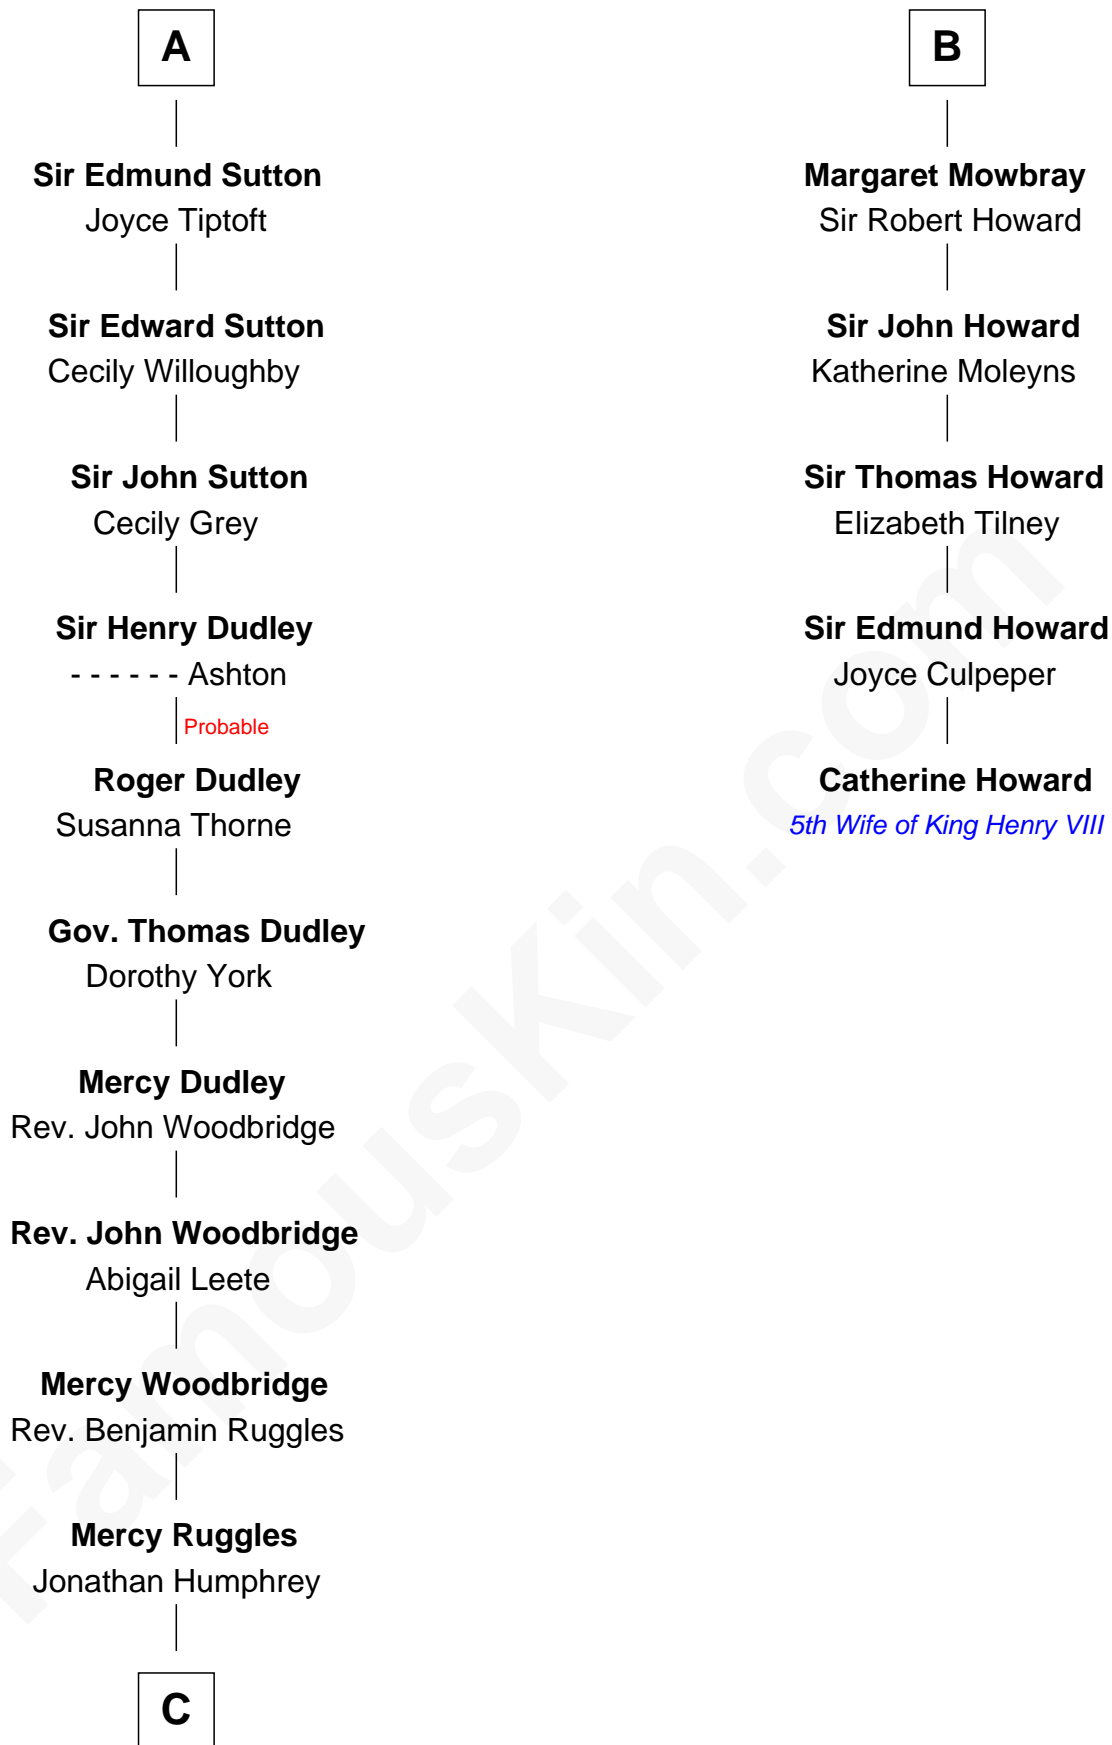 A
Sir Edmund Sutton
Joyce Tiptoft
Sir Edward Sutton
Cecily Willoughby
Sir John Sutton
Cecily Grey
Sir Henry Dudley
- - - - - - Ashton
Probable
Roger Dudley
Susanna Thorne
Gov. Thomas Dudley
Dorothy York
Mercy Dudley
Rev. John Woodbridge
Rev. John Woodbridge
Abigail Leete
Mercy Woodbridge
Rev. Benjamin Ruggles
Mercy Ruggles
Jonathan Humphrey
C
B
Margaret Mowbray
Sir Robert Howard
Sir John Howard
Katherine Moleyns
Sir Thomas Howard
Elizabeth Tilney
Sir Edmund Howard
Joyce Culpeper
Catherine Howard
5th Wife of King Henry VIII
FamousKin.com